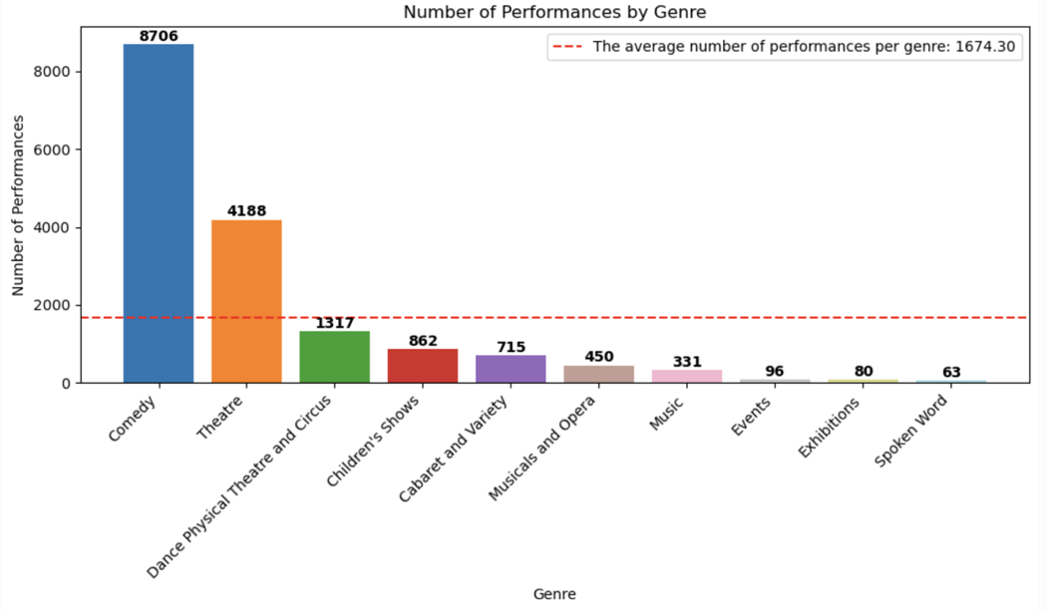 Number of Performances by Genre
The average number of performances per genre: 1674.30
Number of Performances
8000
6000
4000
2000
0
8706
4188
1317
862
715
450
331
96
80
63
Comedy
Theatre
Dance Physical Theatre and Circus
Children's Shows
Cabaret and Variety
Musicals and Opera
Music
Events
Exhibitions
Spoken Word
Genre